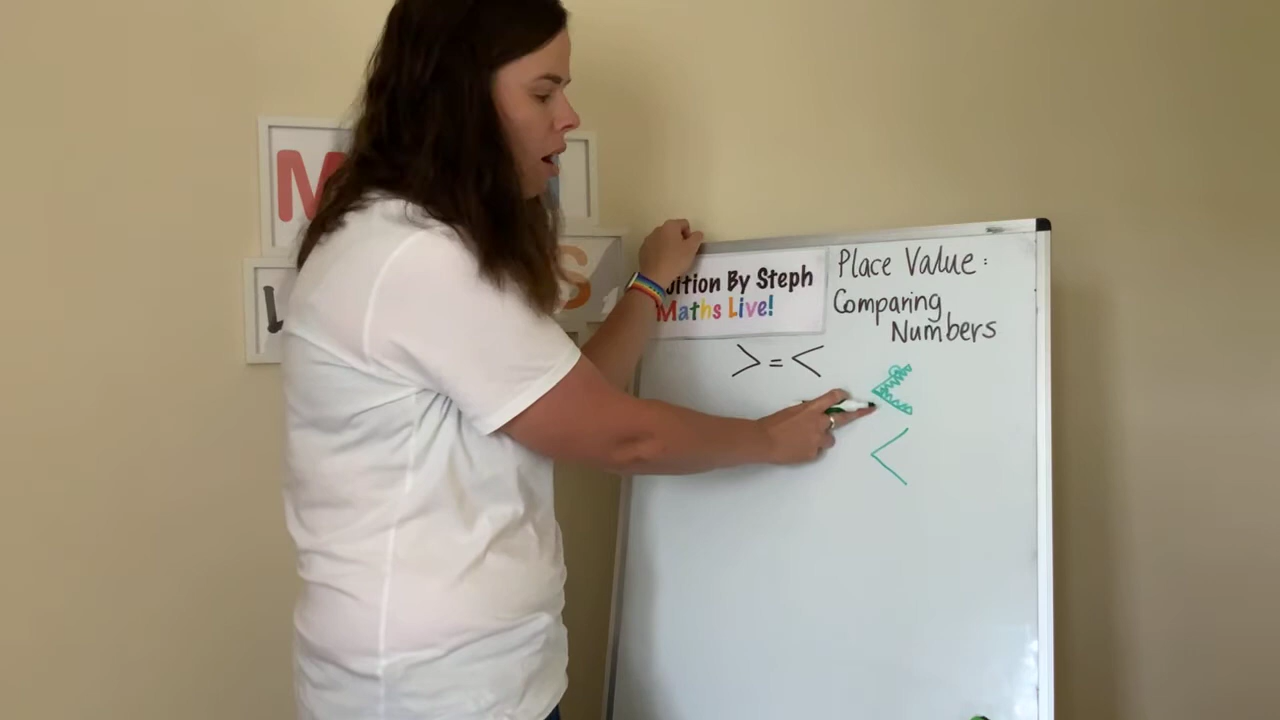 M
S
L
uition By Steph
Maths Live!
Place Value:
Comparing
Numbers
> = <
<